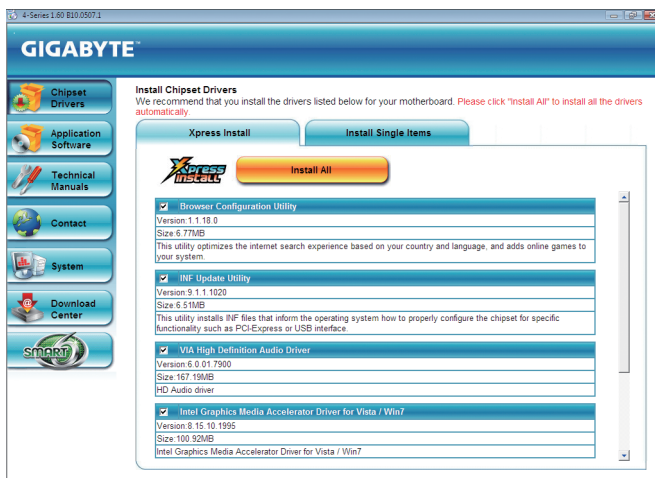 4-Series 1.60 B10.0507.1
GIGABYTE™
Chipset
Drivers
Application
Software
Technical
Manuals
Contact
System
Download
Center
SMART
Install Chipset Drivers
We recommend that you install the drivers listed below for your motherboard. Please click "Install All" to install all the drivers
automatically.
Xpress Install
Install Single Items
Xpress
Install
Install All
Browser Configuration Utility
Version:1.1.18.0
Size:6.77MB
This utility optimizes the internet search experience based on your country and language, and adds online games to
your system.
INF Update Utility
Version:9.1.1.1020
Size:6.51MB
This utility installs INF files that inform the operating system how to properly configure the chipset for specific
functionality such as PCI-Express or USB interface.
VIA High Definition Audio Driver
Version:6.0.01.7900
Size:167.19MB
HD Audio driver
Intel Graphics Media Accelerator Driver for Vista / Win7
Version:8.15.10.1995
Size:100.92MB
Intel Graphics Media Accelerator Driver for Vista / Win7